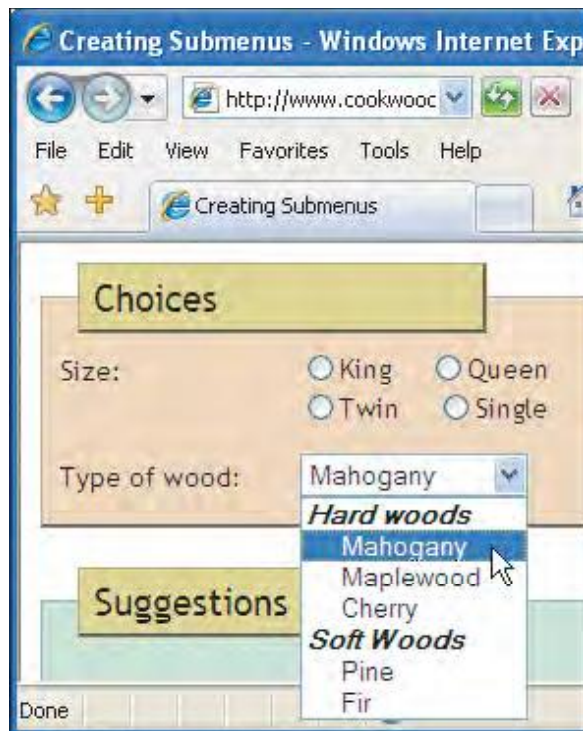 Creating Submenus - Windows Internet Exp
http://www.cookwooc
File Edit View Favorites Tools Help
Creating Submenus
Choices
Size: King Queen
Twin Single
Type of wood: Mahogany
Hard woods
Mahogany
Maplewood
Cherry
Suggestions
Soft Woods
Pine
Fir
Done